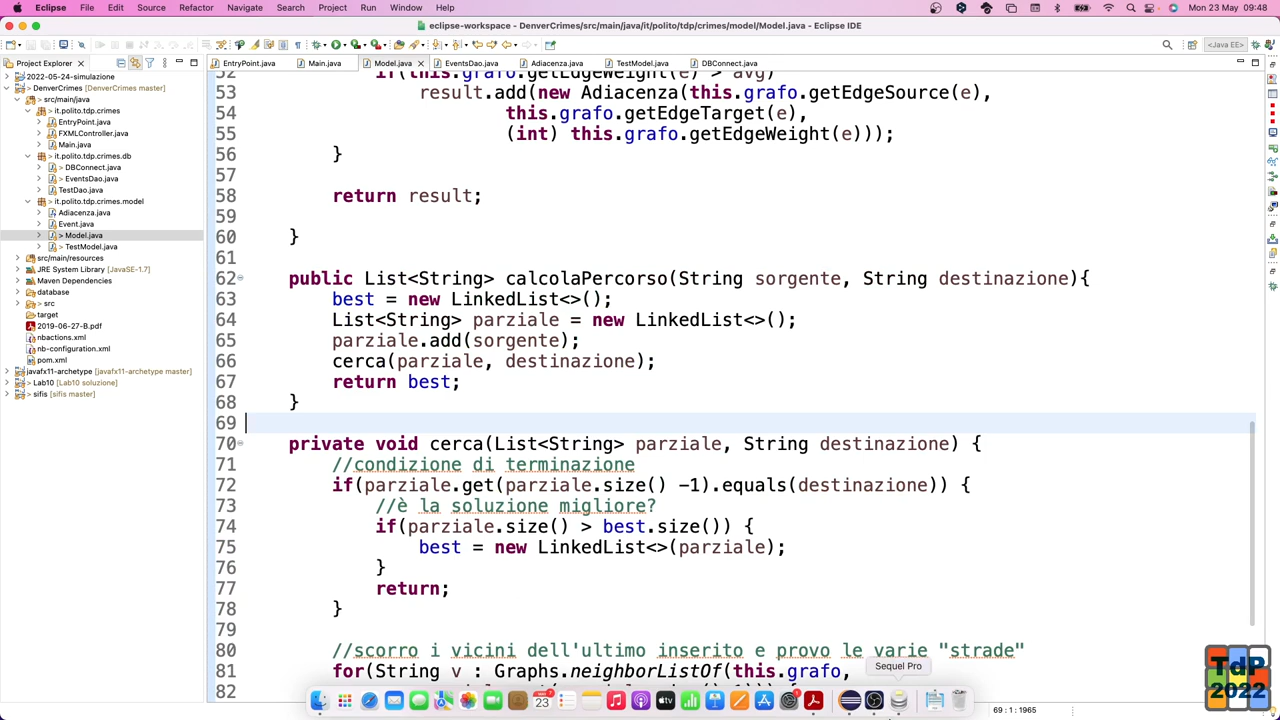 Eclipse File Edit Source Refactor Navigate Search Project Run Window Help Mon 23 May 09:48
eclipse-workspace - DenverCrimes/src/main/java/it/polito/tdp/crimes/model/Model.java - Eclipse IDE
<Java EE>
Project Explorer
EntryPoint.java Main.java Model.java EventsDao.java Adiacenza.java TestModel.java DBConnect.java
2022-05-24-simulazione
> DenverCrimes [DenverCrimes master]
> src/main/java
> it.polito.tdp.crimes
EntryPoint.java
FXMLController.java
Main.java
> it.polito.tdp.crimes.db
DBConnect.java
> EventsDao.java
TestDao.java
> it.polito.tdp.crimes.model
Adiacenza.java
Event.java
> Model.java
> TestModel.java
src/main/resources
JRE System Library [JavaSE-1.7]
Maven Dependencies
database
> src
target
2019-06-27-B.pdf
nbactions.xml
nb-configuration.xml
pom.xml
javafx11-archetype [javafx11-archetype master]
> Lab10 [Lab10 soluzione]
> sifis [sifis master]
52 if(this.grafo.getEdgeWeight(e) > avg)
53 result.add(new Adiacenza(this.grafo.getEdgeSource(e),
54 this.grafo.getEdgeTarget(e),
55 (int) this.grafo.getEdgeWeight(e)));
56 }
57
58 return result;
59
60 }
61
62 public List<String> calcolaPercorso(String sorgente, String destinazione){
63 best = new LinkedList<>();
64 List<String> parziale = new LinkedList<>();
65 parziale.add(sorgente);
66 cerca(parziale, destinazione);
67 return best;
68 }
69
70 private void cerca(List<String> parziale, String destinazione) {
71 //condizione di terminazione
72 if(parziale.get(parziale.size() -1).equals(destinazione)) {
73 //è la soluzione migliore?
74 if(parziale.size() > best.size()) {
75 best = new LinkedList<>(parziale);
76 }
77 return;
78 }
79
80 //scorro i vicini dell'ultimo inserito e provo le varie "strade"
81 for(String v : Graphs.neighborListOf(this.grafo,
82
Sequel Pro
69 : 1 : 1965
TdP
2022